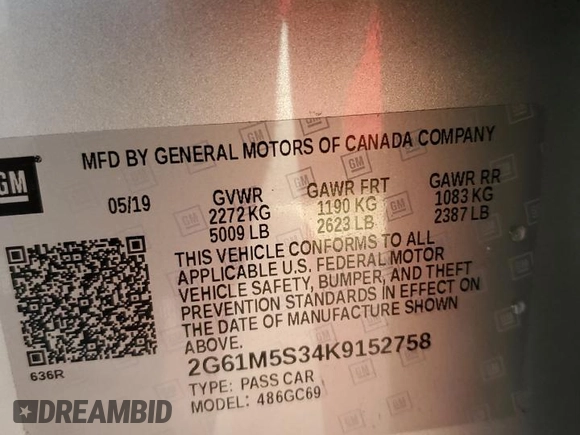 MFD BY GENERAL MOTORS OF CANADA COMPANY
GM
05/19
GVWR
2272 KG
5009 LB
GAWR FRT
1190 KG
2623 LB
GAWR RR
1083 KG
2387 LB
THIS VEHICLE CONFORMS TO ALL
APPLICABLE U.S. FEDERAL MOTOR
VEHICLE SAFETY, BUMPER, AND THEFT
PREVENTION STANDARDS IN EFFECT ON
THE DATE OF MANUFACTURE SHOWN
ABOVE.
636R
2G61M5S34K9152758
TYPE: PASS CAR
MODEL: 486GC69
DREAMBID